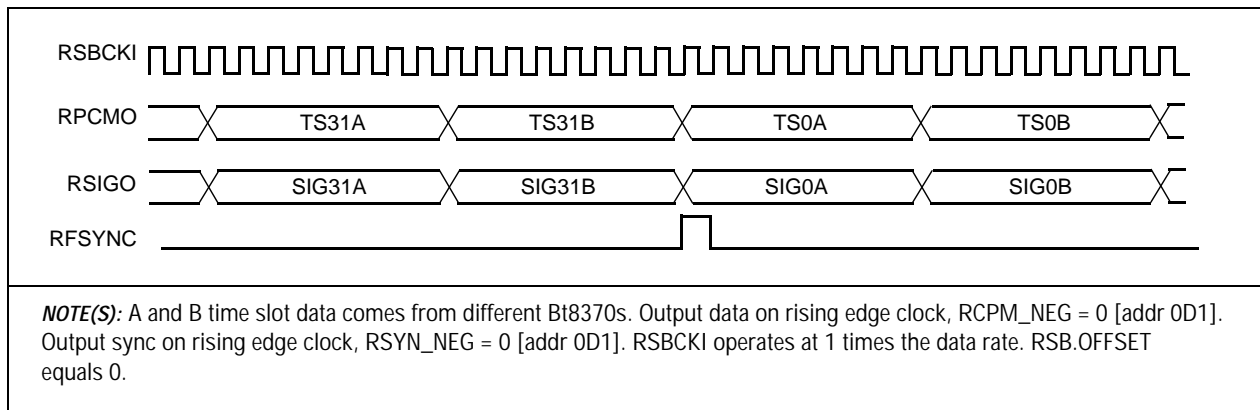 RSBCKI
RPCMO TS31A TS31B TS0A TS0B
RSIGO SIG31A SIG31B SIG0A SIG0B
RFSYNC
NOTE(S): A and B time slot data comes from different Bt8370s. Output data on rising edge clock, RCPM_NEG = 0 [addr 0D1].
Output sync on rising edge clock, RSYN_NEG = 0 [addr 0D1]. RSBCKI operates at 1 times the data rate. RSB.OFFSET
equals 0.